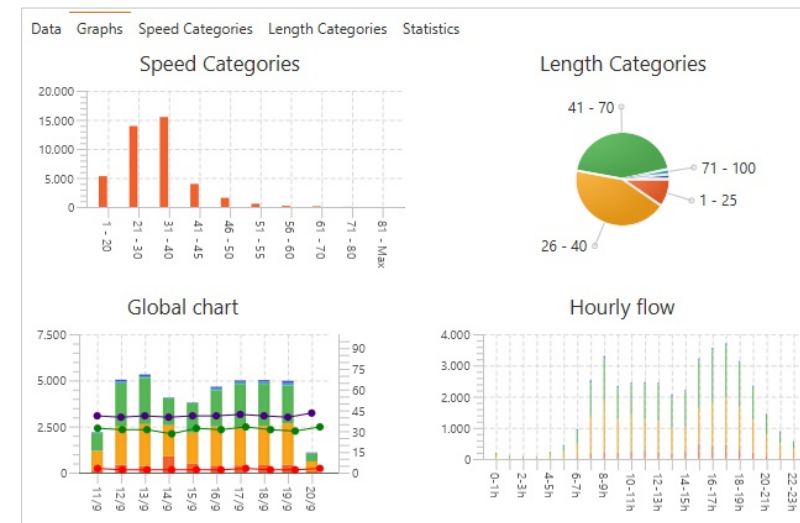 Data Graphs Speed Categories Length Categories Statistics
Speed Categories
20.000
15.000
10.000
5.000
0
1 - 20
21 - 30
31 - 40
41 - 45
46 - 50
51 - 55
56 - 60
61 - 70
71 - 80
81 - Max
Length Categories
41 - 70
71 - 100
1 - 25
26 - 40
Global chart
7.500
5.000
2.500
0
90
75
60
45
30
15
0
11/9
12/9
13/9
14/9
15/9
16/9
17/9
18/9
19/9
20/9
Hourly flow
4.000
3.000
2.000
1.000
0
0-1h
2-3h
4-5h
6-7h
8-9h
10-11h
12-13h
14-15h
16-17h
18-19h
20-21h
22-23h